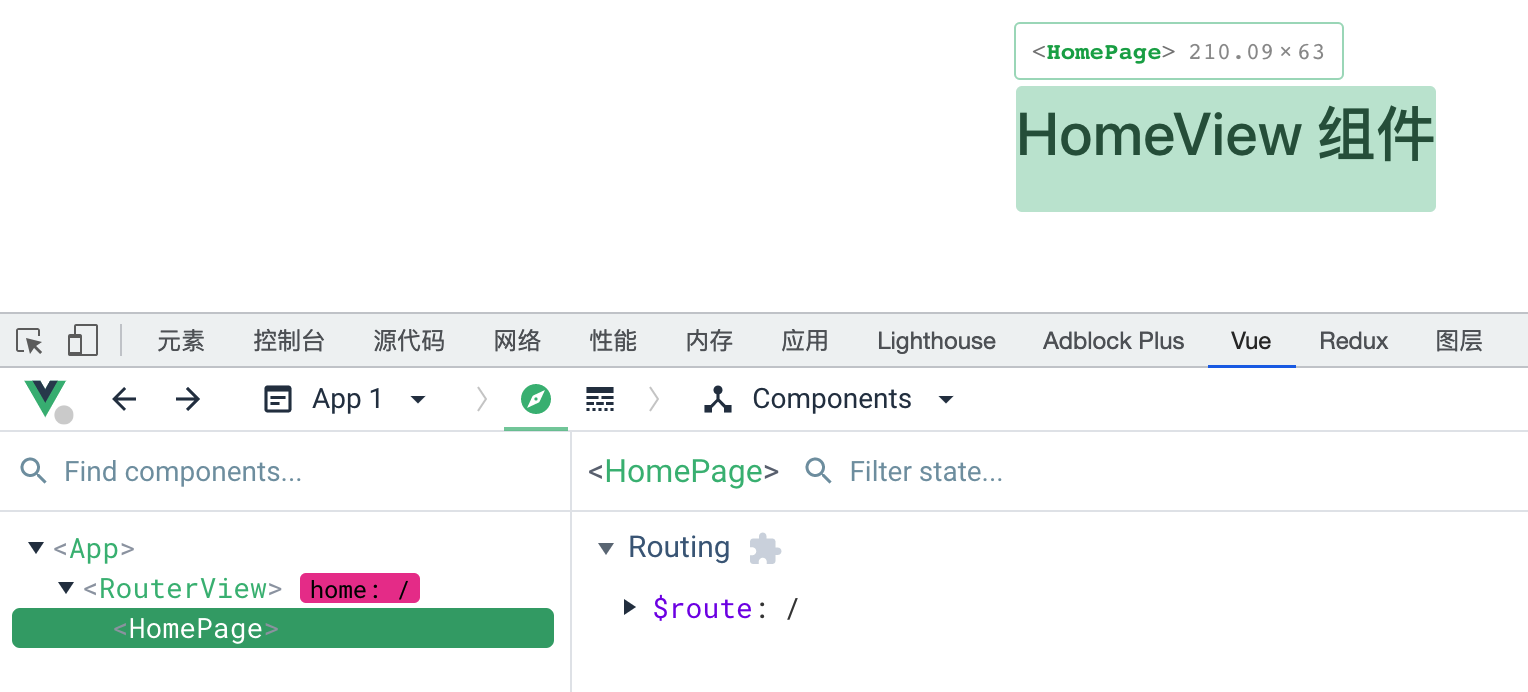 <HomePage> 210.09 × 63
HomeView 组件
元素 控制台 源代码 网络 性能 内存 应用 Lighthouse Adblock Plus Vue Redux 图层
App 1 Components
Find components...
<HomePage> Filter state...
<App>
<RouterView> home: /
<HomePage>
Routing
$route: /